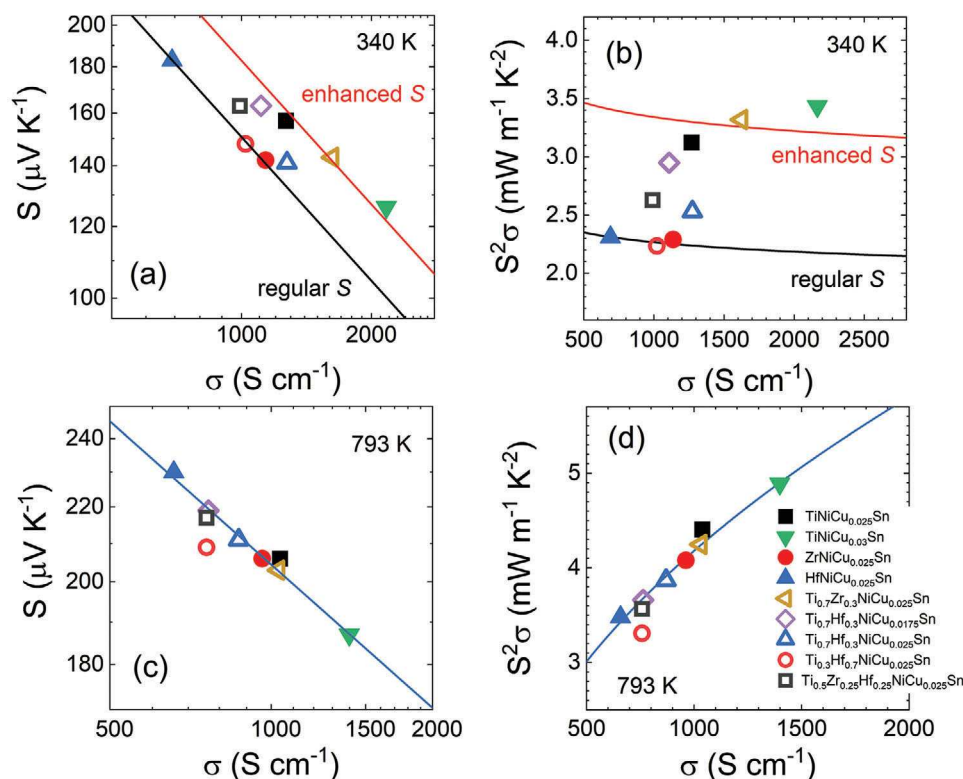 200
180
160
140
120
100
S (μV K⁻¹)
340 K
enhanced S
(a)
regular S
1000
2000
σ (S cm⁻¹)
4.0
3.5
3.0
2.5
2.0
S²σ (mW m⁻¹ K⁻²)
(b)
340 K
enhanced S
regular S
500 1000 1500 2000 2500
σ (S cm⁻¹)
240
220
200
180
S (μV K⁻¹)
793 K
(c)
500
1000
2000
σ (S cm⁻¹)
5
4
3
S²σ (mW m⁻¹ K⁻²)
(d)
TiNiCu₀.₀₂₅Sn
TiNiCu₀.₀₃Sn
ZrNiCu₀.₀₂₅Sn
HfNiCu₀.₀₂₅Sn
Ti₀.₇Zr₀.₃NiCu₀.₀₂₅Sn
Ti₀.₇Hf₀.₃NiCu₀.₀₁₇₅Sn
Ti₀.₇Hf₀.₃NiCu₀.₀₂₅Sn
Ti₀.₃Hf₀.₇NiCu₀.₀₂₅Sn
Ti₀.₅Zr₀.₂₅Hf₀.₂₅NiCu₀.₀₂₅Sn
793 K
500 1000 1500 2000
σ (S cm⁻¹)